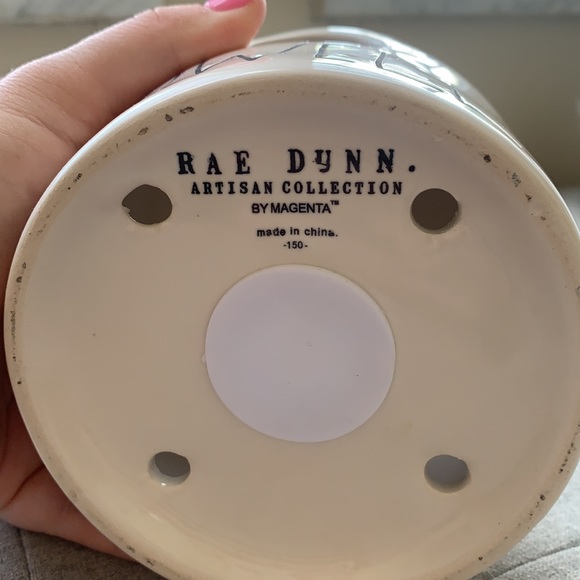 RAE DUNN.
ARTISAN COLLECTION
BY MAGENTA™
made in china.
-150-